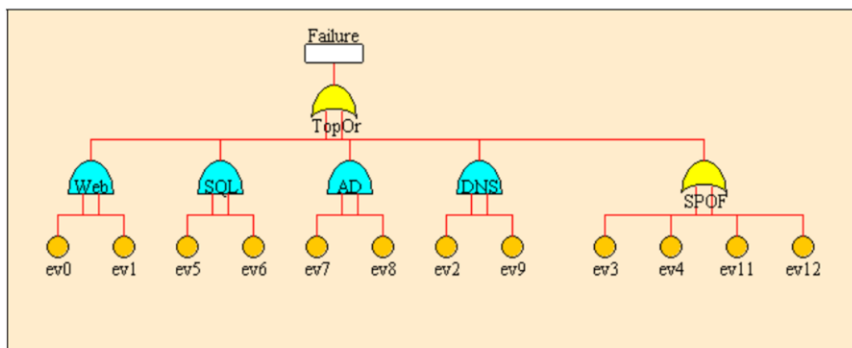 Failure
TopOr
Web SQL AD DNS SPOF
ev0 ev1 ev5 ev6 ev7 ev8 ev2 ev9 ev3 ev4 ev11 ev12